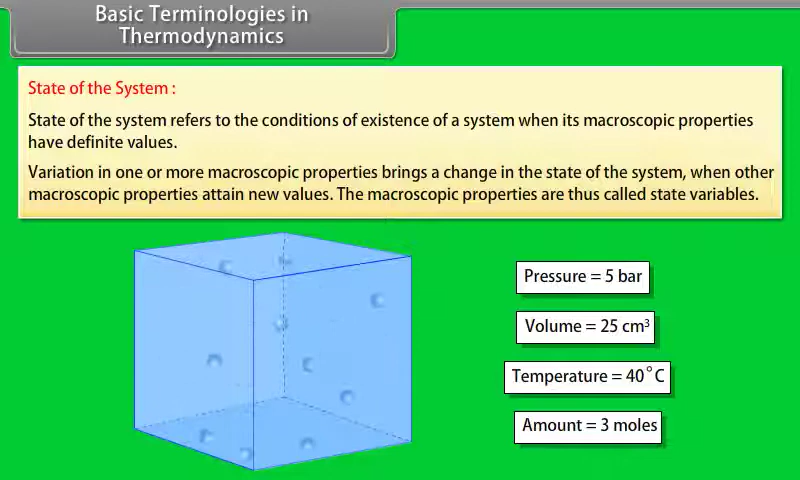 Basic Terminologies in
Thermodynamics
State of the System :
State of the system refers to the conditions of existence of a system when its macroscopic properties
have definite values.
Variation in one or more macroscopic properties brings a change in the state of the system, when other
macroscopic properties attain new values. The macroscopic properties are thus called state variables.
Pressure = 5 bar
Volume = 25 cm³
Temperature = 40°C
Amount = 3 moles